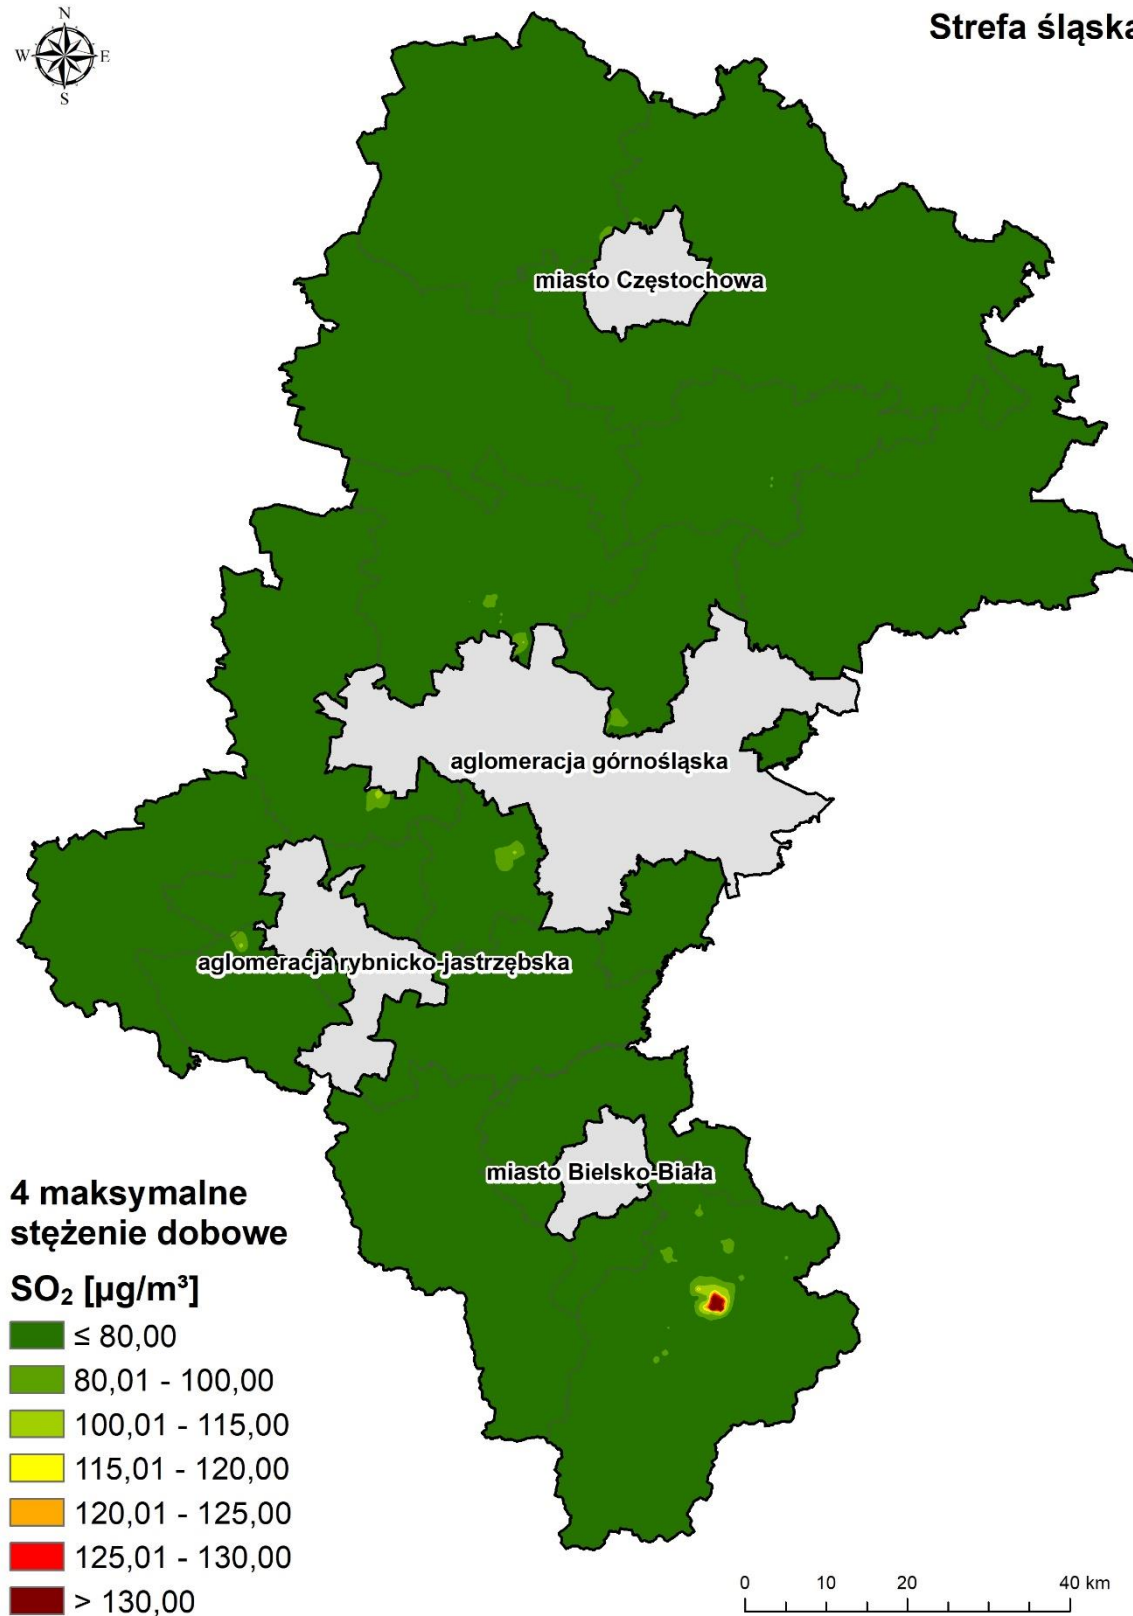 N
W E
S
Strefa śląska
miasto Częstochowa
aglomeracja górnośląska
aglomeracja rybnicko-jastrzębska
miasto Bielsko-Biała
4 maksymalne
stężenie dobowe
SO₂ [µg/m³]
≤ 80,00
80,01 - 100,00
100,01 - 115,00
115,01 - 120,00
120,01 - 125,00
125,01 - 130,00
> 130,00
0 10 20 40 km